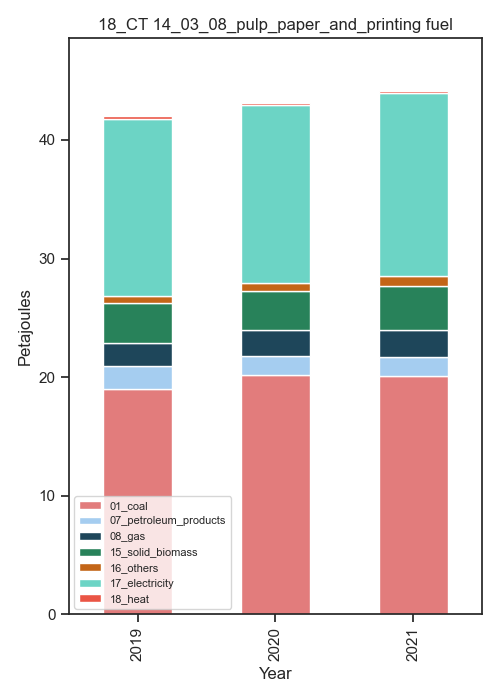 18_CT 14_03_08_pulp_paper_and_printing fuel
Petajoules
40
30
20
10
0
01_coal
07_petroleum_products
08_gas
15_solid_biomass
16_others
17_electricity
18_heat
2019
2020
2021
Year